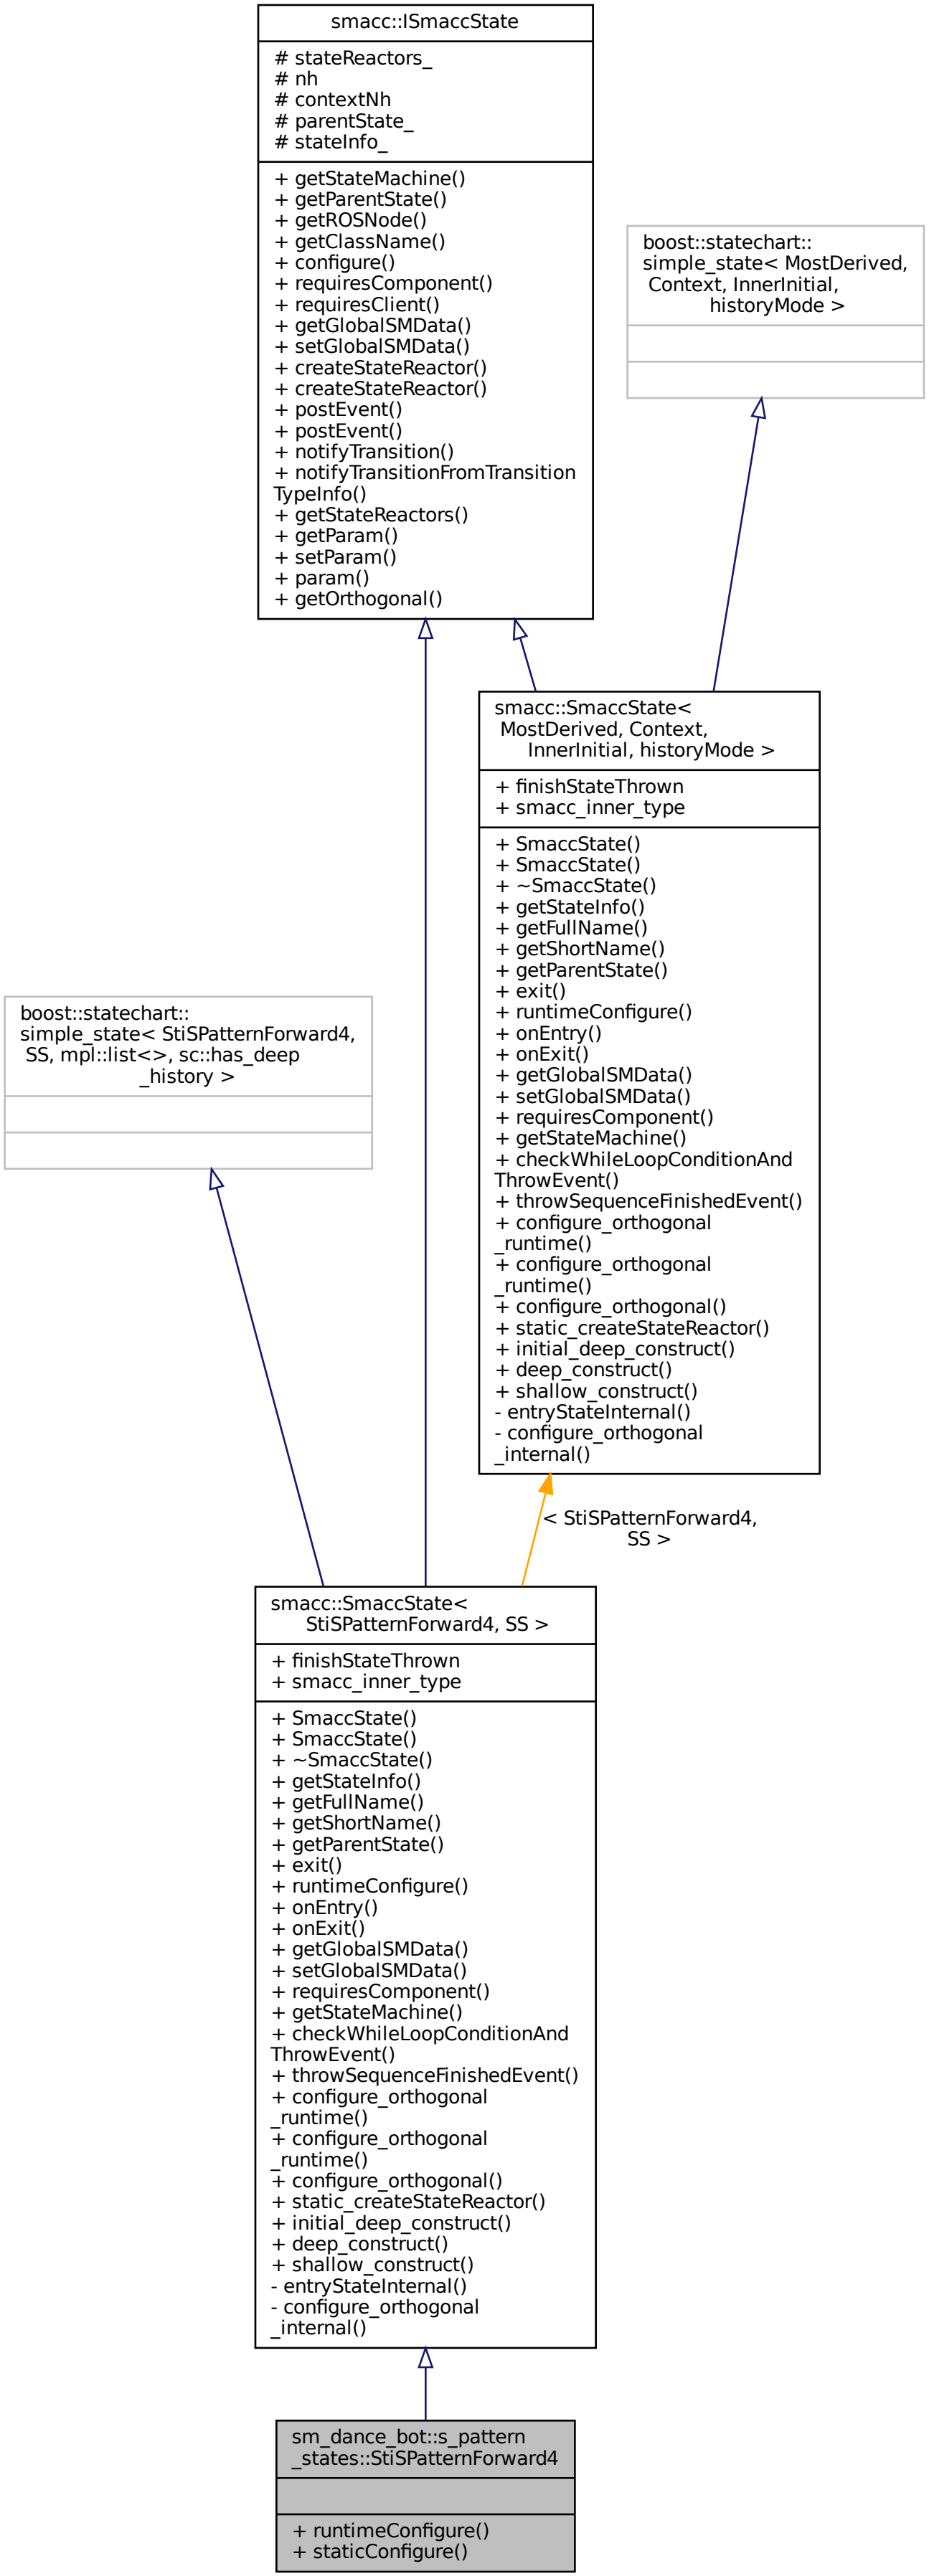 smacc::ISmaccState
# stateReactors_
# nh
# contextNh
# parentState_
# stateInfo_
+ getStateMachine()
+ getParentState()
+ getROSNode()
+ getClassName()
+ configure()
+ requiresComponent()
+ requiresClient()
+ getGlobalSMData()
+ setGlobalSMData()
+ createStateReactor()
+ createStateReactor()
+ postEvent()
+ postEvent()
+ notifyTransition()
+ notifyTransitionFromTransition
TypeInfo()
+ getStateReactors()
+ getParam()
+ setParam()
+ param()
+ getOrthogonal()
boost::statechart::
simple_state< MostDerived,
Context, InnerInitial,
historyMode >
smacc::SmaccState<
MostDerived, Context,
InnerInitial, historyMode >
+ finishStateThrown
+ smacc_inner_type
+ SmaccState()
+ SmaccState()
+ ~SmaccState()
+ getStateInfo()
+ getFullName()
+ getShortName()
+ getParentState()
+ exit()
+ runtimeConfigure()
+ onEntry()
+ onExit()
+ getGlobalSMData()
+ setGlobalSMData()
+ requiresComponent()
+ getStateMachine()
+ checkWhileLoopConditionAnd
ThrowEvent()
+ throwSequenceFinishedEvent()
+ configure_orthogonal
_runtime()
+ configure_orthogonal
_runtime()
+ configure_orthogonal()
+ static_createStateReactor()
+ initial_deep_construct()
+ deep_construct()
+ shallow_construct()
- entryStateInternal()
- configure_orthogonal
_internal()
boost::statechart::
simple_state< StiSPatternForward4,
SS, mpl::list<>, sc::has_deep
_history >
< StiSPatternForward4,
SS >
smacc::SmaccState<
StiSPatternForward4, SS >
+ finishStateThrown
+ smacc_inner_type
+ SmaccState()
+ SmaccState()
+ ~SmaccState()
+ getStateInfo()
+ getFullName()
+ getShortName()
+ getParentState()
+ exit()
+ runtimeConfigure()
+ onEntry()
+ onExit()
+ getGlobalSMData()
+ setGlobalSMData()
+ requiresComponent()
+ getStateMachine()
+ checkWhileLoopConditionAnd
ThrowEvent()
+ throwSequenceFinishedEvent()
+ configure_orthogonal
_runtime()
+ configure_orthogonal
_runtime()
+ configure_orthogonal()
+ static_createStateReactor()
+ initial_deep_construct()
+ deep_construct()
+ shallow_construct()
- entryStateInternal()
- configure_orthogonal
_internal()
sm_dance_bot::s_pattern
_states::StiSPatternForward4
+ runtimeConfigure()
+ staticConfigure()